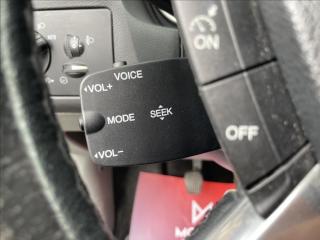 ON
VOICE
VOL+
MODE
SEEK
OFF
VOL-